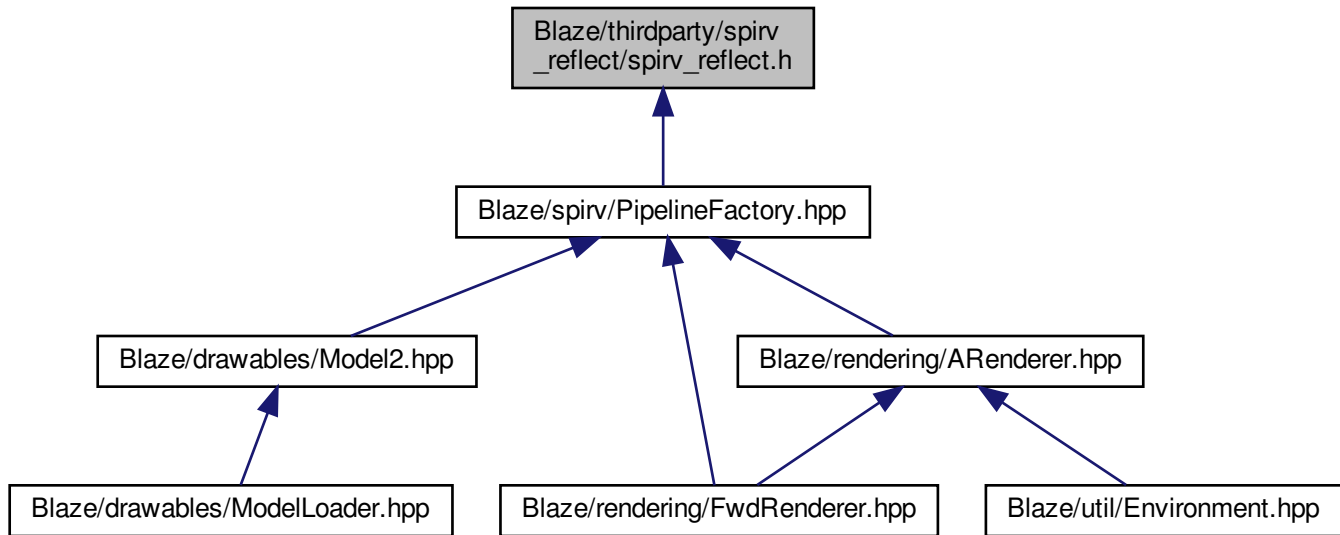 Blaze/thirdparty/spirv
_reflect/spirv_reflect.h
Blaze/spirv/PipelineFactory.hpp
Blaze/drawables/Model2.hpp
Blaze/rendering/ARenderer.hpp
Blaze/drawables/ModelLoader.hpp
Blaze/rendering/FwdRenderer.hpp
Blaze/util/Environment.hpp